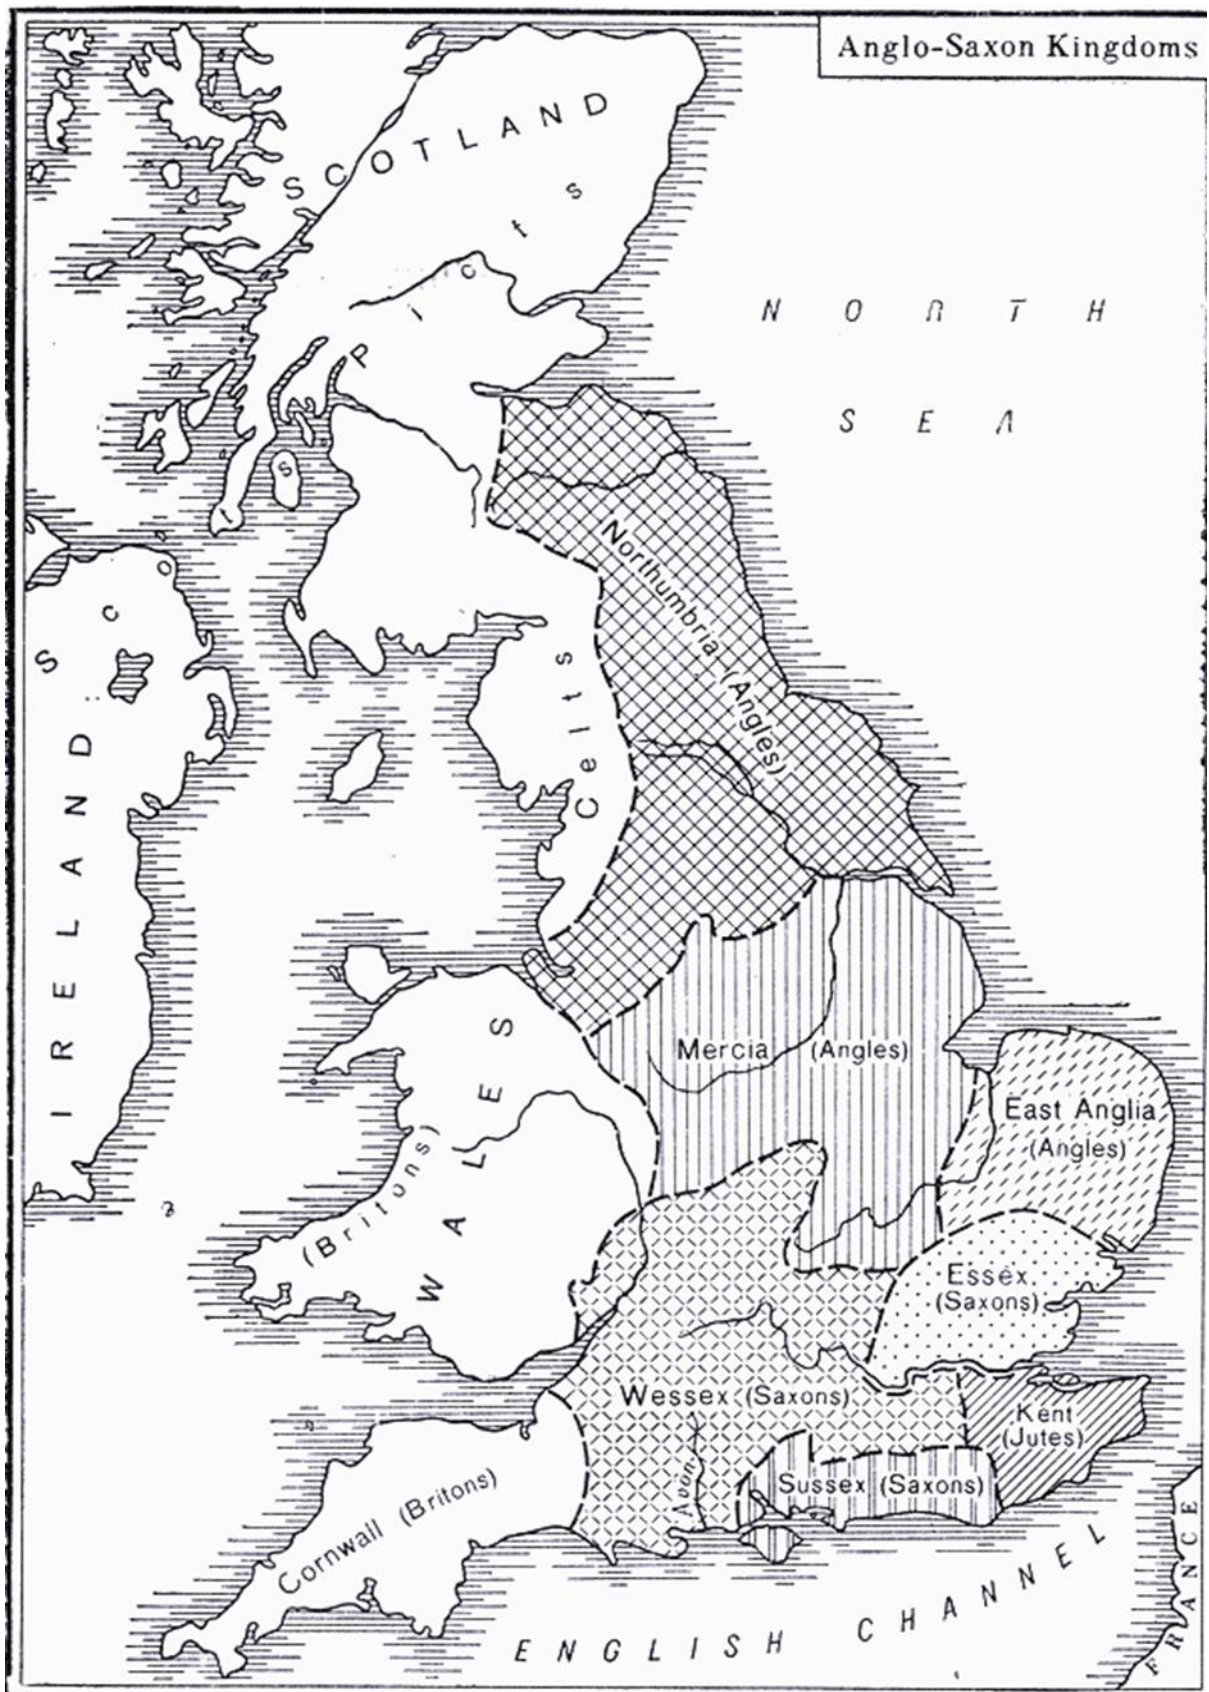 Anglo-Saxon Kingdoms
SCOTLAND
Picts
NORTH
SEA
Scots
IRELAND
Northumbria (Angles)
Celts
Mercia (Angles)
East Anglia
(Angles)
WALES
(Britons)
Essex
(Saxons)
Wessex (Saxons)
Kent
(Jutes)
Avon
Sussex (Saxons)
Cornwall (Britons)
ENGLISH CHANNEL
FRANCE